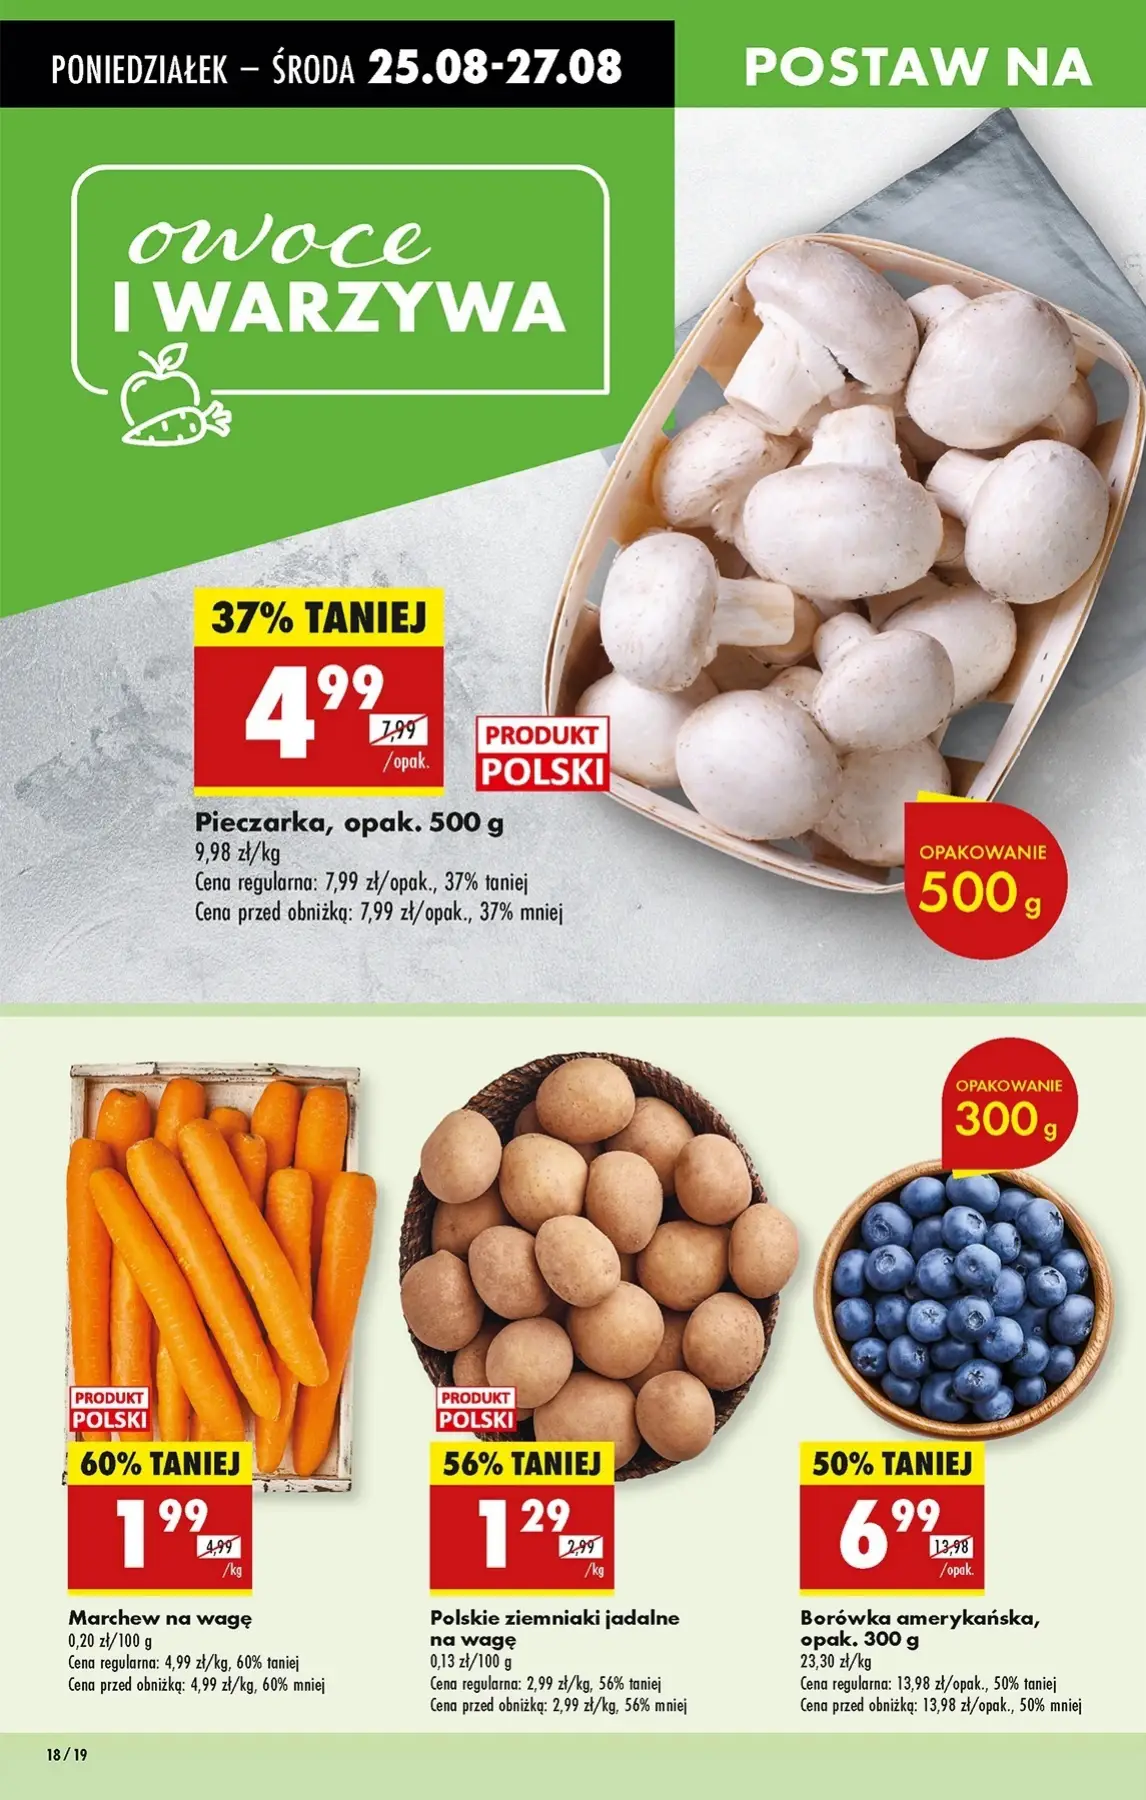 PONIEDZIAŁEK – ŚRODA 25.08-27.08
POSTAW NA
owoce
I WARZYWA
37% TANIEJ
4 99
7,99
/opak.
PRODUKT
POLSKI
Pieczarka, opak. 500 g
9,98 zł/kg
Cena regularna: 7,99 zł/opak., 37% taniej
Cena przed obniżką: 7,99 zł/opak., 37% mniej
OPAKOWANIE
500 g
OPAKOWANIE
300 g
PRODUKT
POLSKI
60% TANIEJ
1 99
4,99
/kg
Marchew na wagę
0,20 zł/100 g
Cena regularna: 4,99 zł/kg, 60% taniej
Cena przed obniżką: 4,99 zł/kg, 60% mniej
PRODUKT
POLSKI
56% TANIEJ
1 29
2,99
/kg
Polskie ziemniaki jadalne
na wagę
0,13 zł/100 g
Cena regularna: 2,99 zł/kg, 56% taniej
Cena przed obniżką: 2,99 zł/kg, 56% mniej
50% TANIEJ
6 99
13,98
/opak.
Borówka amerykańska,
opak. 300 g
23,30 zł/kg
Cena regularna: 13,98 zł/opak., 50% taniej
Cena przed obniżką: 13,98 zł/opak., 50% mniej
18/19